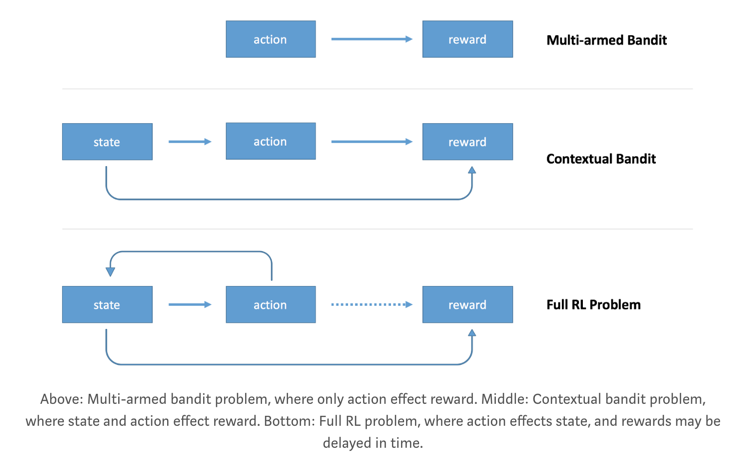 action reward Multi-armed Bandit
state action reward
Contextual Bandit
state action reward Full RL Problem
Above: Multi-armed bandit problem, where only action effect reward. Middle: Contextual bandit problem,
where state and action effect reward. Bottom: Full RL problem, where action effects state, and rewards may be
delayed in time.